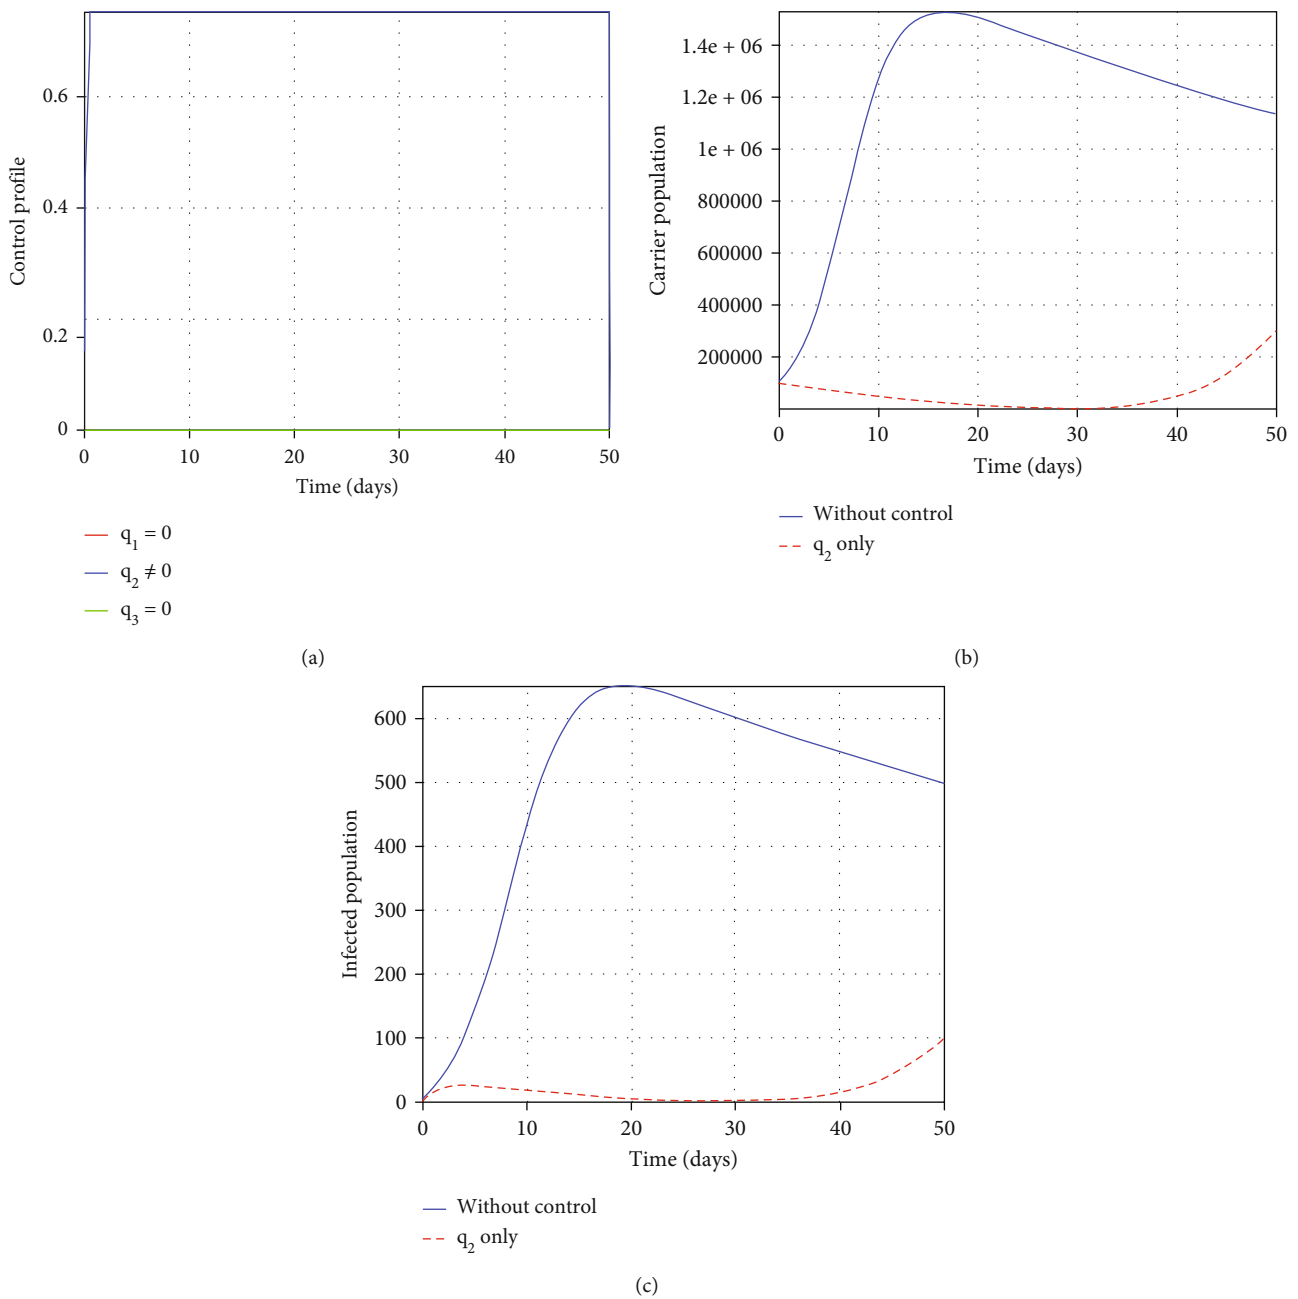 Control profile
0.6
0.4
0.2
0
0 10 20 30 40 50
Time (days)
q1 = 0
q2 ≠ 0
q3 = 0
(a)
Carrier population
1.4e + 06
1.2e + 06
1e + 06
800000
600000
400000
200000
0 10 20 30 40 50
Time (days)
Without control
q2 only
(b)
Infected population
600
500
400
300
200
100
0
0 10 20 30 40 50
Time (days)
Without control
q2 only
(c)